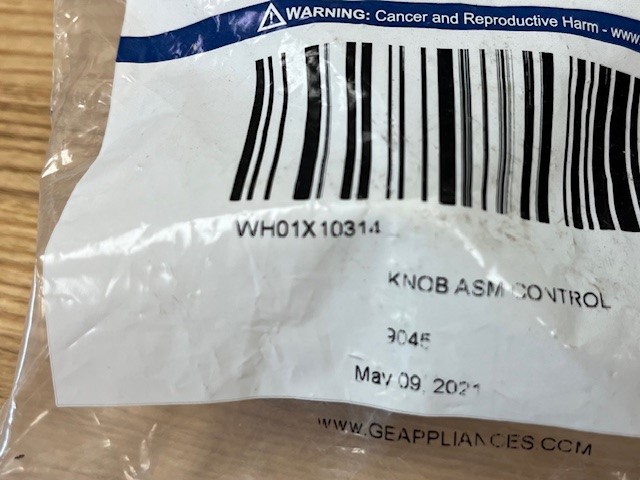 WARNING: Cancer and Reproductive Harm - www
WH01X10314
KNOB ASM CONTROL
9045
May 09, 2021
WWW.GEAPPLIANCES.COM